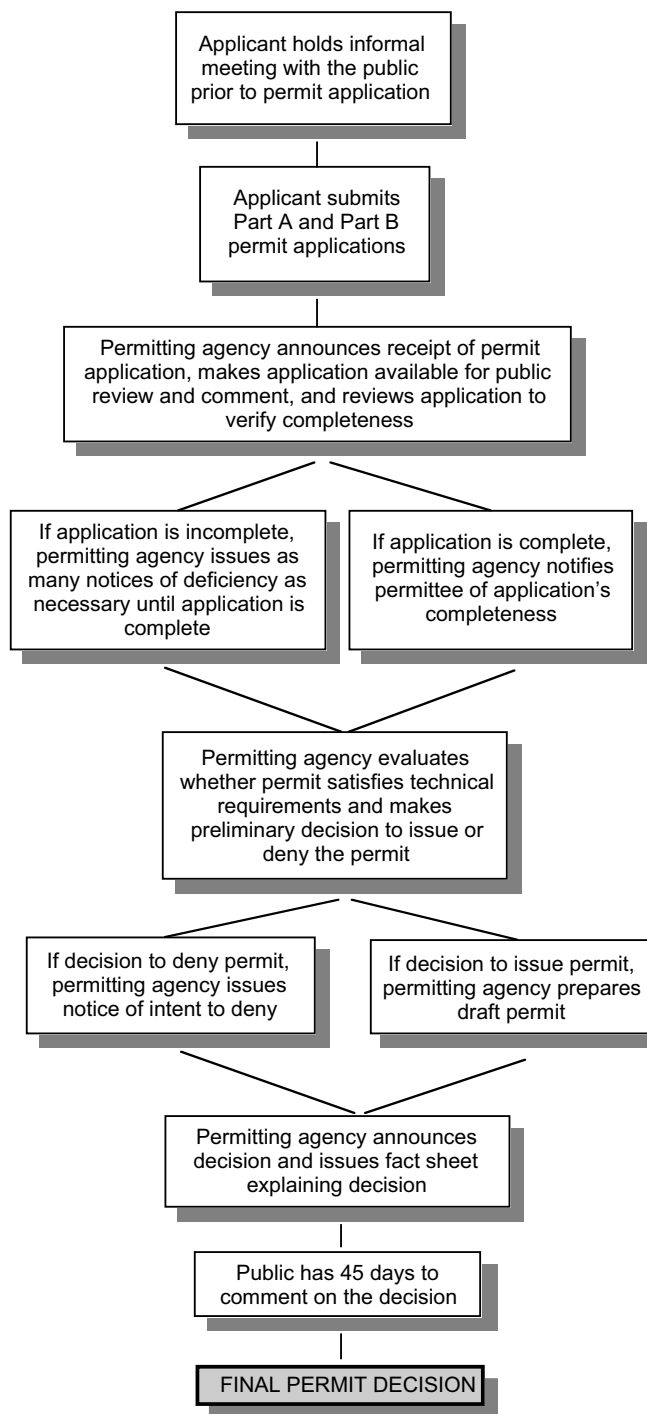 Applicant holds informal
meeting with the public
prior to permit application
Applicant submits
Part A and Part B
permit applications
Permitting agency announces receipt of permit
application, makes application available for public
review and comment, and reviews application to
verify completeness
If application is incomplete,
permitting agency issues as
many notices of deficiency as
necessary until application is
complete
If application is complete,
permitting agency notifies
permittee of application’s
completeness
Permitting agency evaluates
whether permit satisfies technical
requirements and makes
preliminary decision to issue or
deny the permit
If decision to deny permit,
permitting agency issues
notice of intent to deny
If decision to issue permit,
permitting agency prepares
draft permit
Permitting agency announces
decision and issues fact sheet
explaining decision
Public has 45 days to
comment on the decision
FINAL PERMIT DECISION